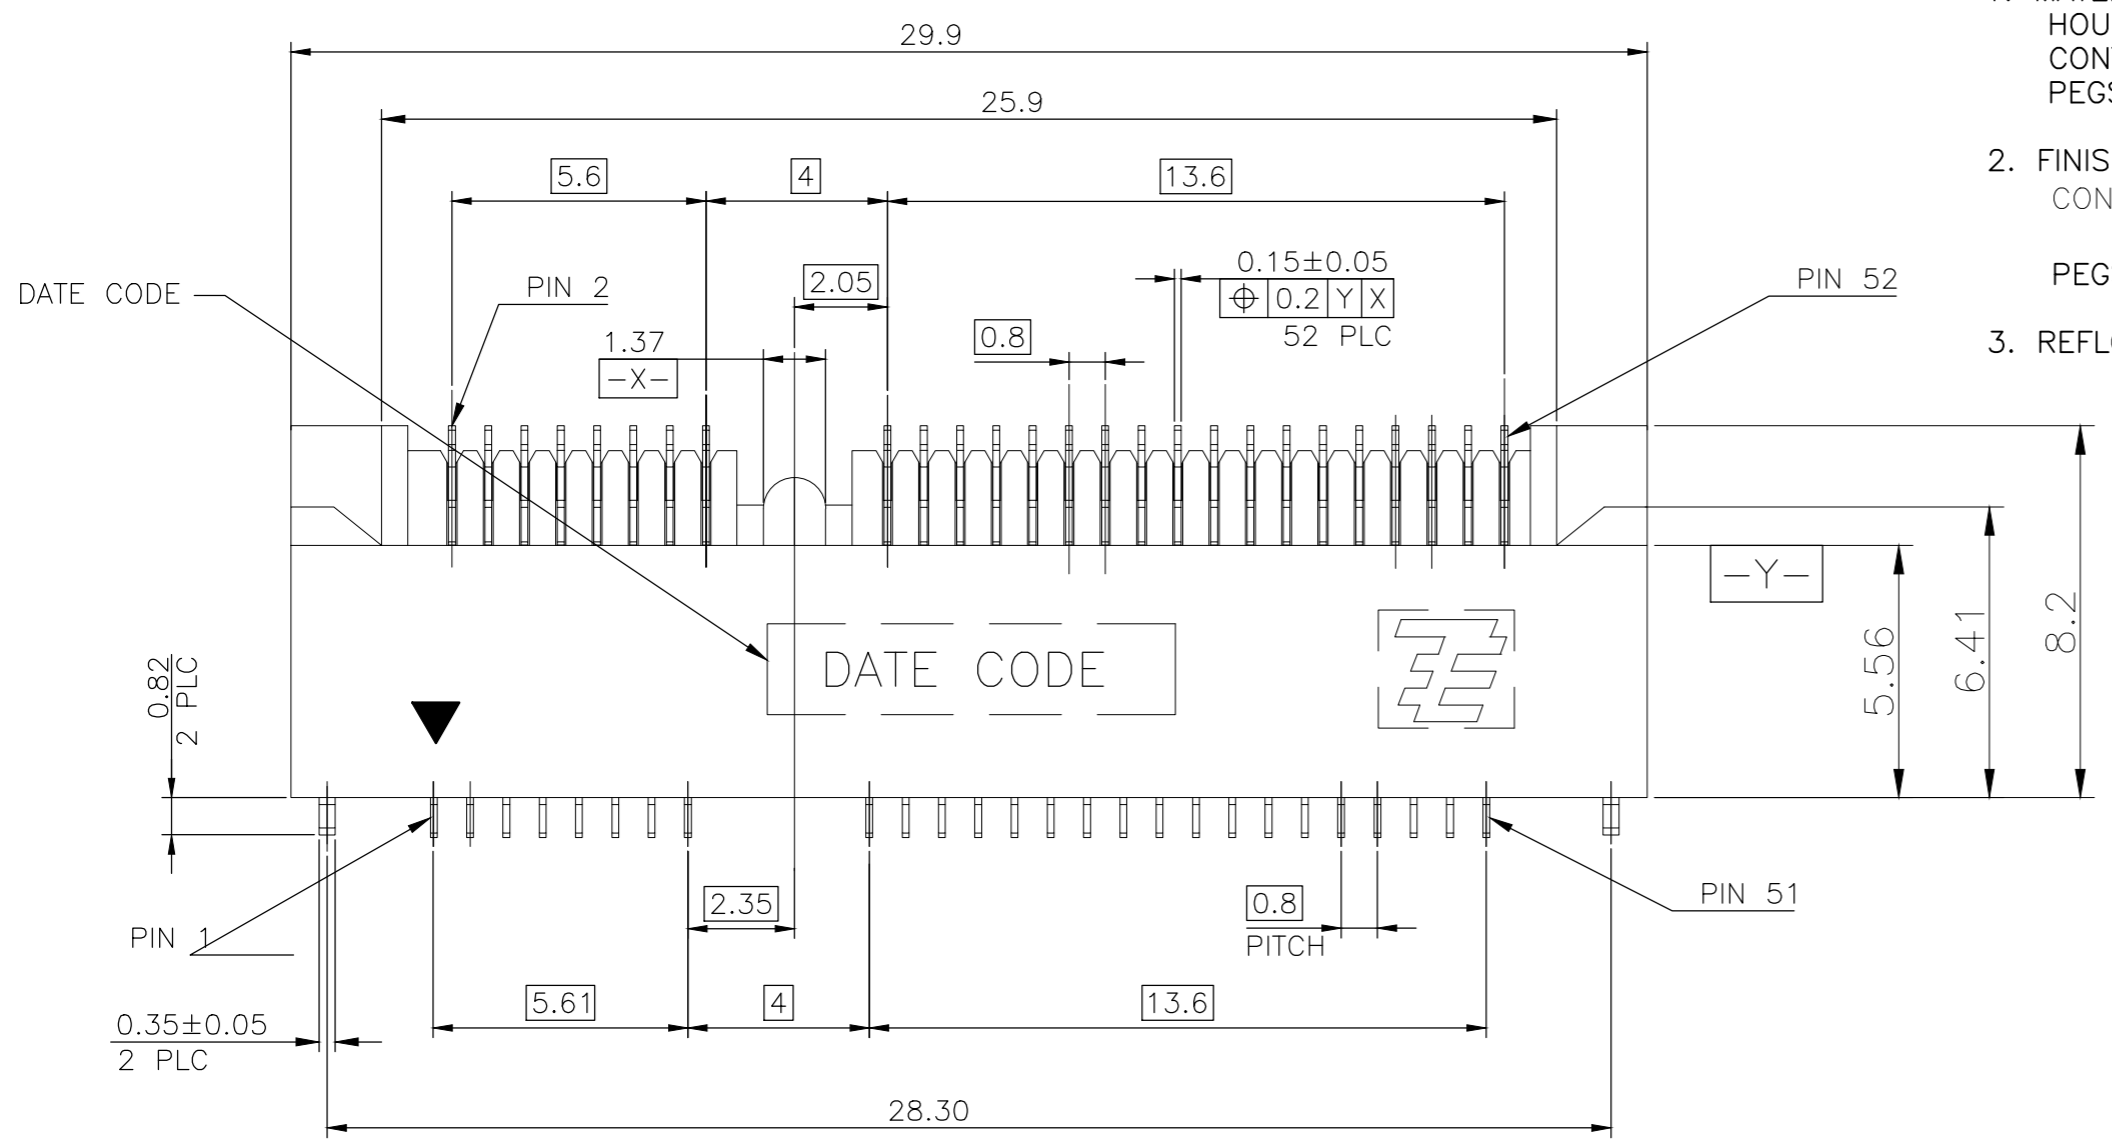 29.9
HOU
CON
PEG
25.9
2. FINIS
CON
5.6
4
13.6
PEG
DATE CODE
PIN 2
2.05
0.15±0.05
⌖ 0.2 Y X
52 PLC
PIN 52
1.37
-X-
0.8
3. REFL
-Y-
DATE CODE
TE
0.82
2 PLC
5.56
6.41
8.2
2.35
0.8
PITCH
PIN 51
PIN 1
5.61
4
13.6
0.35±0.05
2 PLC
28.30